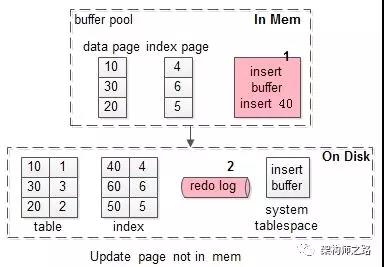 buffer pool
In Mem
data page
index page
10
30
20
4
6
5
1
insert
buffer
insert 40
On Disk
10 1
30 3
20 2
table
40 4
60 6
50 5
index
2
redo log
insert
buffer
system
tablespace
Update page not in mem
架构师之路